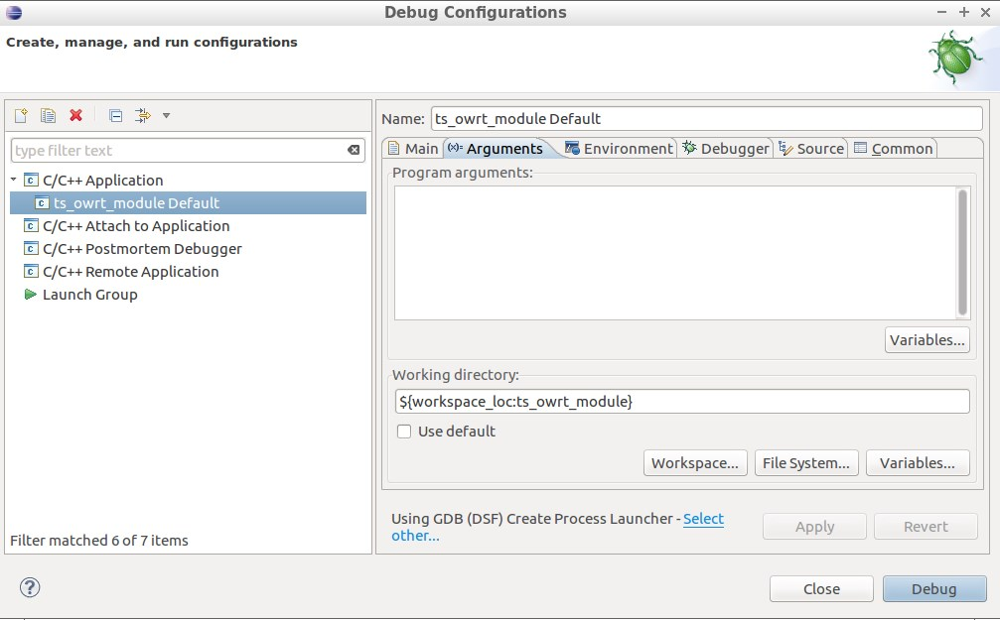 Debug Configurations
Create, manage, and run configurations
type filter text
C/C++ Application
ts_owrt_module Default
C/C++ Attach to Application
C/C++ Postmortem Debugger
C/C++ Remote Application
Launch Group
Filter matched 6 of 7 items
Name: ts_owrt_module Default
Main (x)= Arguments Environment Debugger Source Common
Program arguments:
Variables...
Working directory:
${workspace_loc:ts_owrt_module}
Use default
Workspace... File System... Variables...
Using GDB (DSF) Create Process Launcher - Select
other...
Apply Revert
? Close Debug